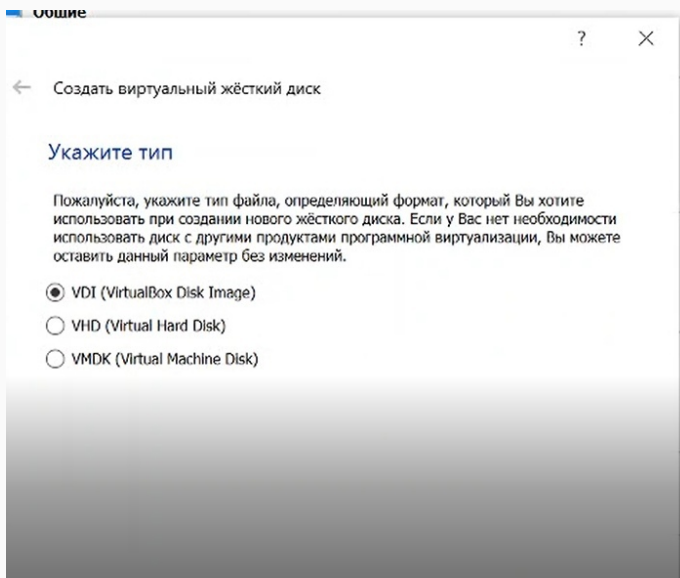 Общие
?
Создать виртуальный жёсткий диск
Укажите тип
Пожалуйста, укажите тип файла, определяющий формат, который Вы хотите
использовать при создании нового жёсткого диска. Если у Вас нет необходимости
использовать диск с другими продуктами программной виртуализации, Вы можете
оставить данный параметр без изменений.
VDI (VirtualBox Disk Image)
VHD (Virtual Hard Disk)
VMDK (Virtual Machine Disk)